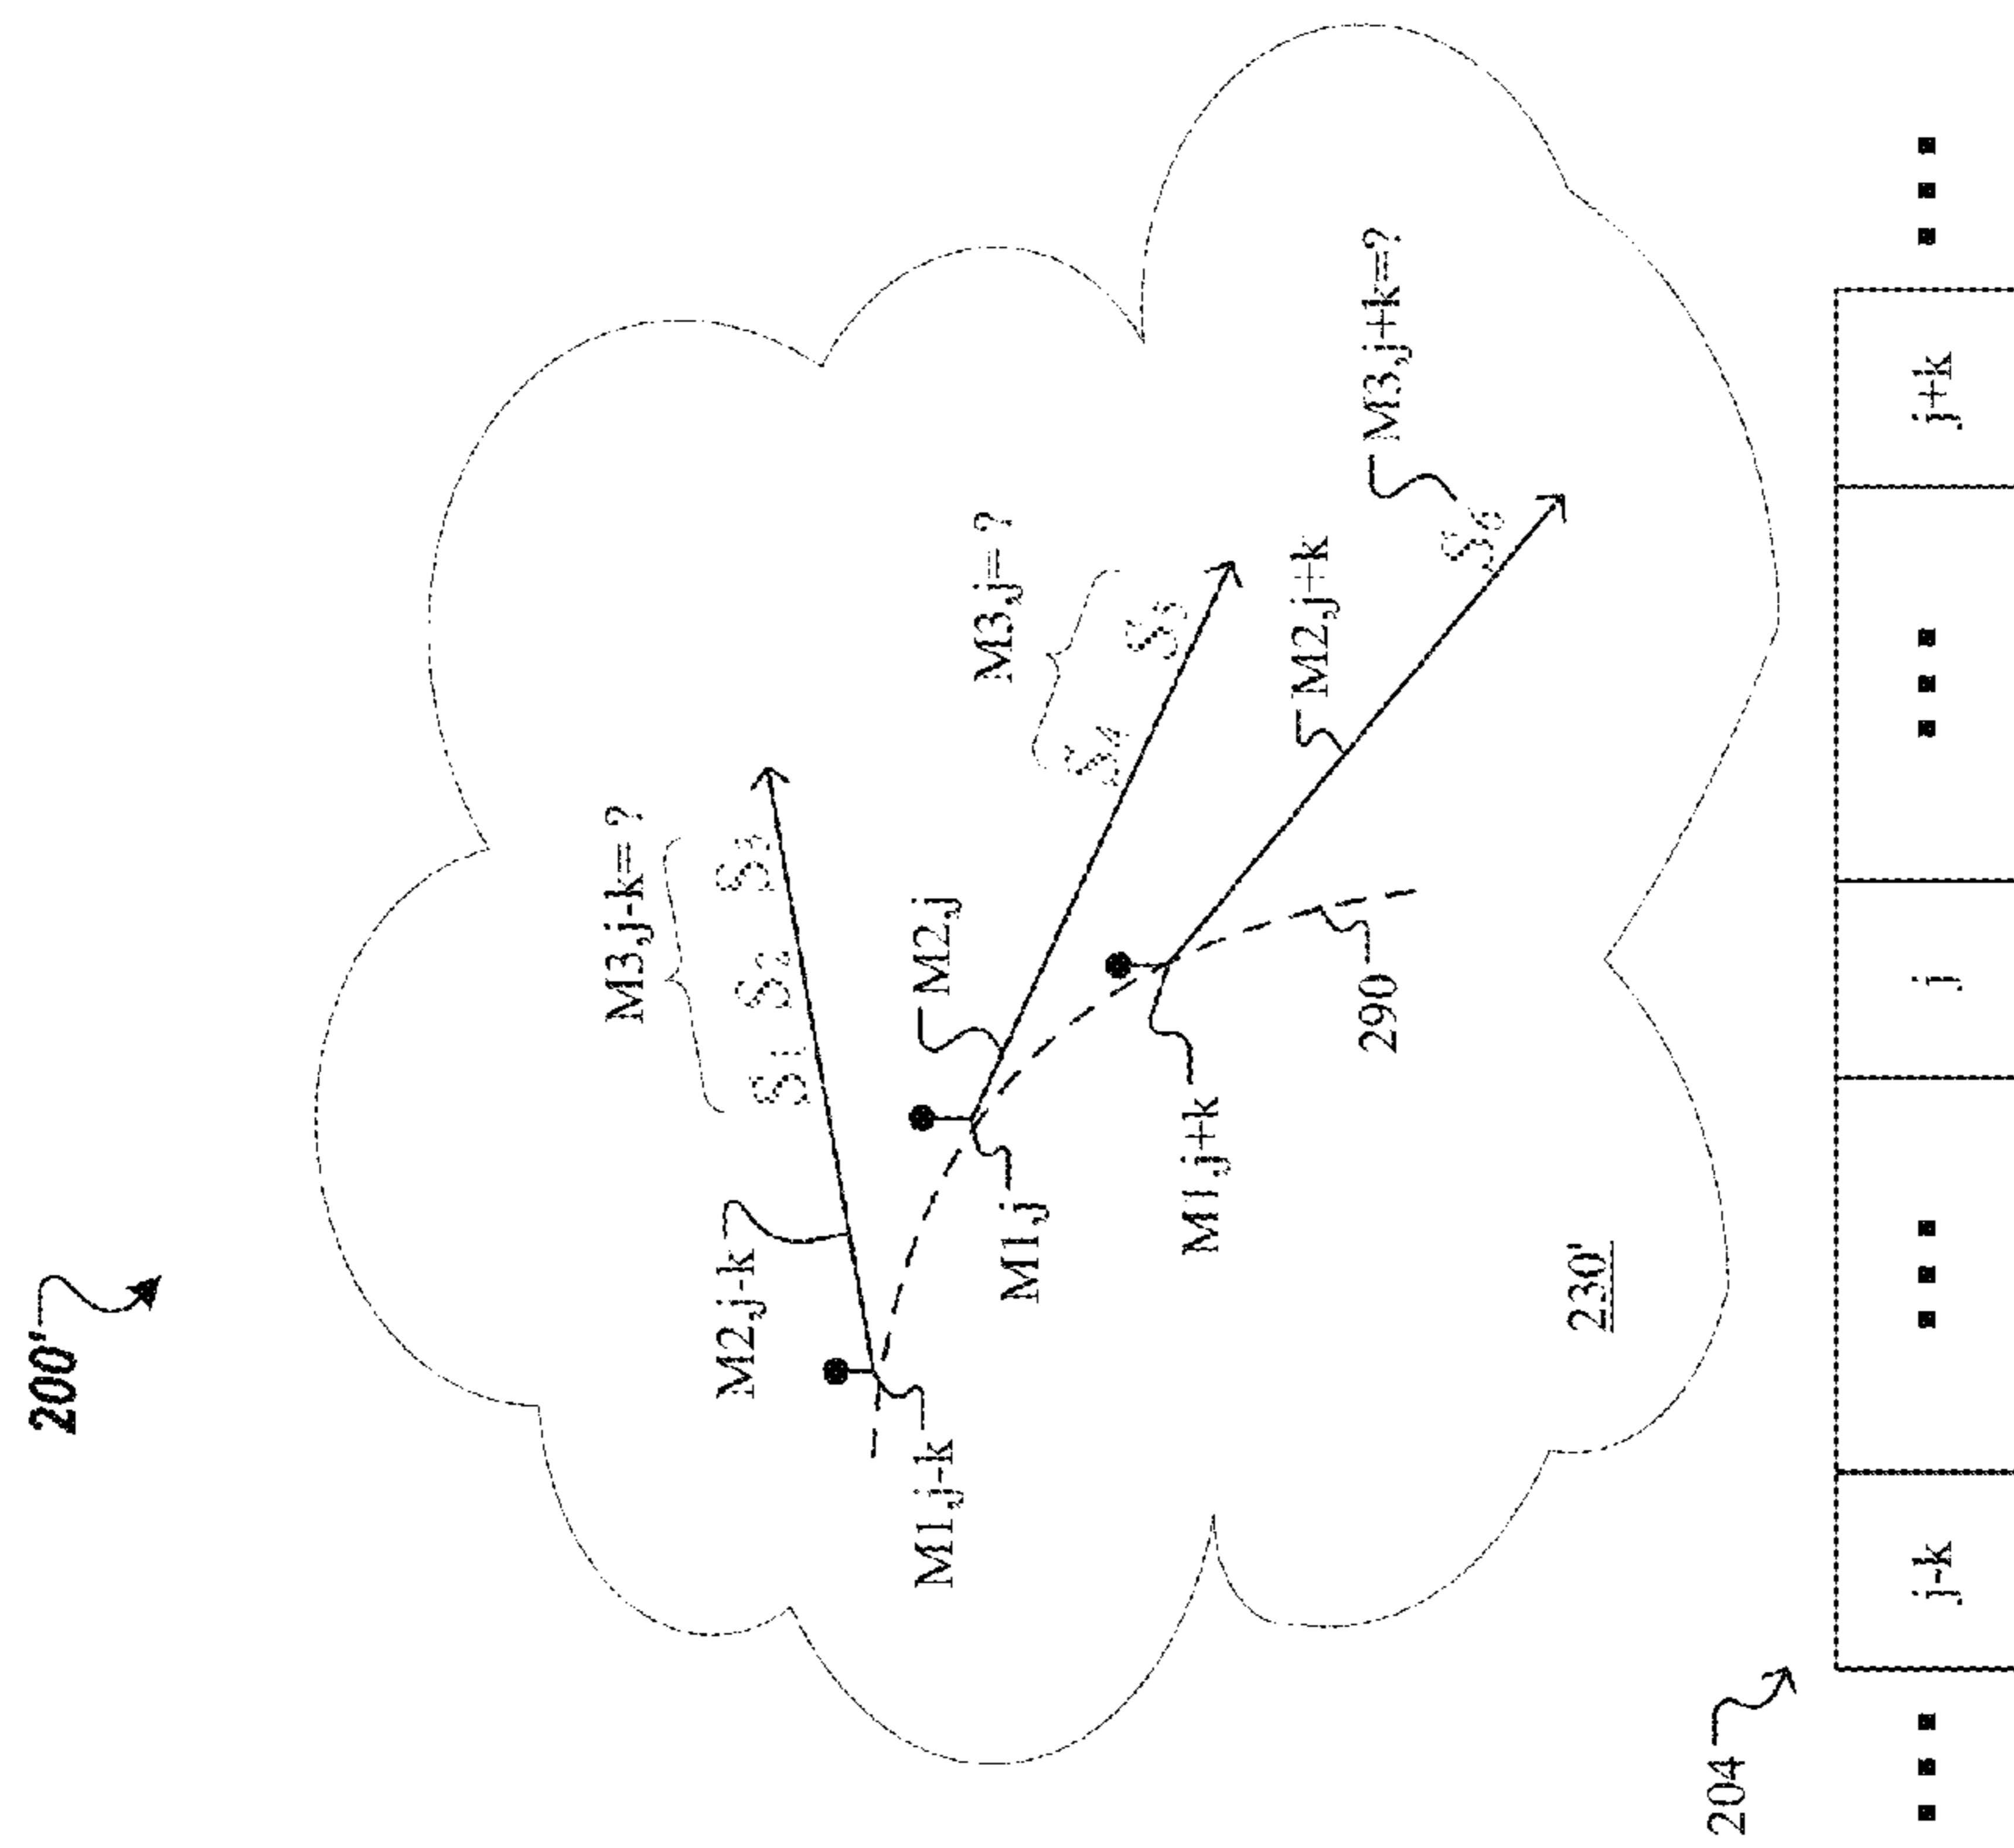 200'
M3,j-k=?
S1 S2 S3
M2,j-k
M3,j=?
S4 S5
M2,j
M1,j-k
M1,j
M3,j+k=?
S6
M2,j+k
M1,j+k
290
230'
204
j-k
j
j+k